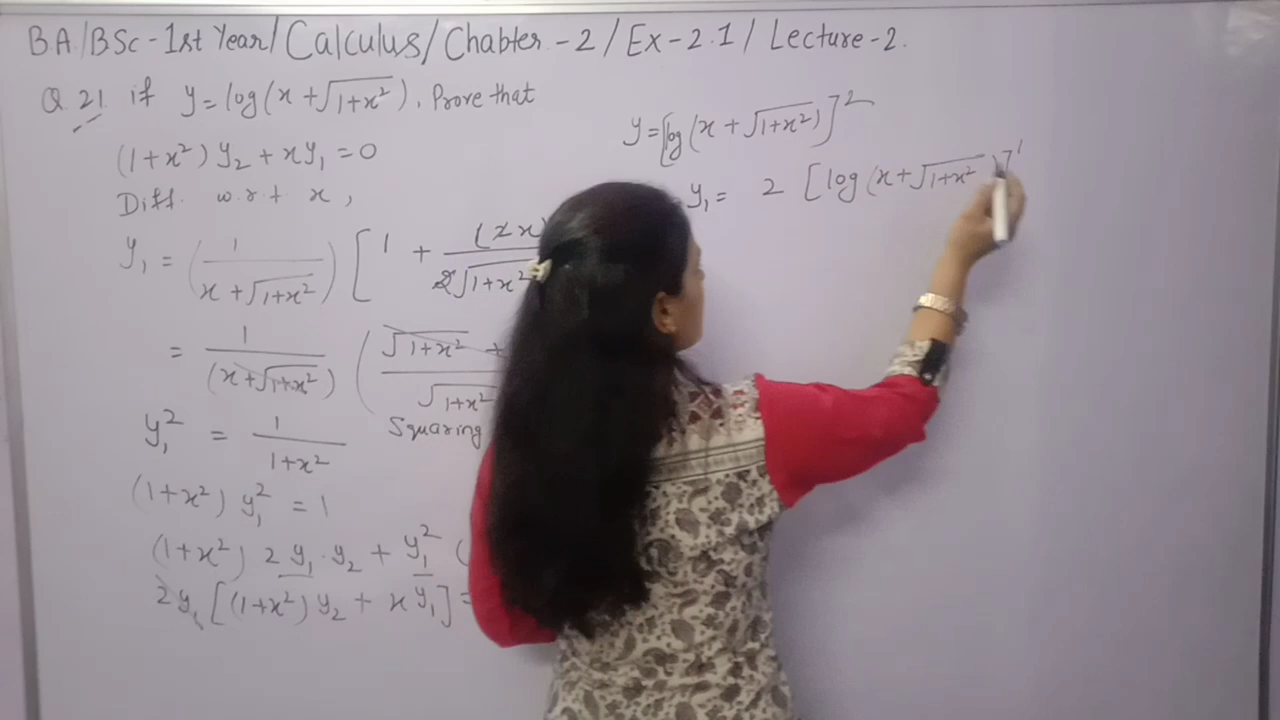 BA/BSc-1st Year/Calculus/Chabter-2/Ex-2.1/Lecture-2.
Q.21. if y=log(x+√(1+x²)). Prove that
(1+x²)y₂+xy₁=0
Diff. w.r.t x,
y₁ = (1/(x+√(1+x²))) [1 + (2x)/(2√(1+x²))
= 1/(x+√(1+x²)) (√(1+x²) + / √(1+x²)
y₁² = 1/(1+x²) Squaring
(1+x²) y₁² = 1
(1+x²) 2y₁.y₂ + y₁² (
2y₁ [(1+x²)y₂ + xy₁] =
y=[log(x+√(1+x²))]²
y₁ = 2 [log(x+√(1+x²))]¹